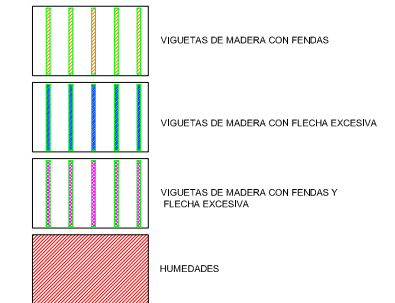 VIGUETAS DE MADERA CON FENDAS
VIGUETAS DE MADERA CON FLECHA EXCESIVA
VIGUETAS DE MADERA CON FENDAS Y
FLECHA EXCESIVA
HUMEDADES